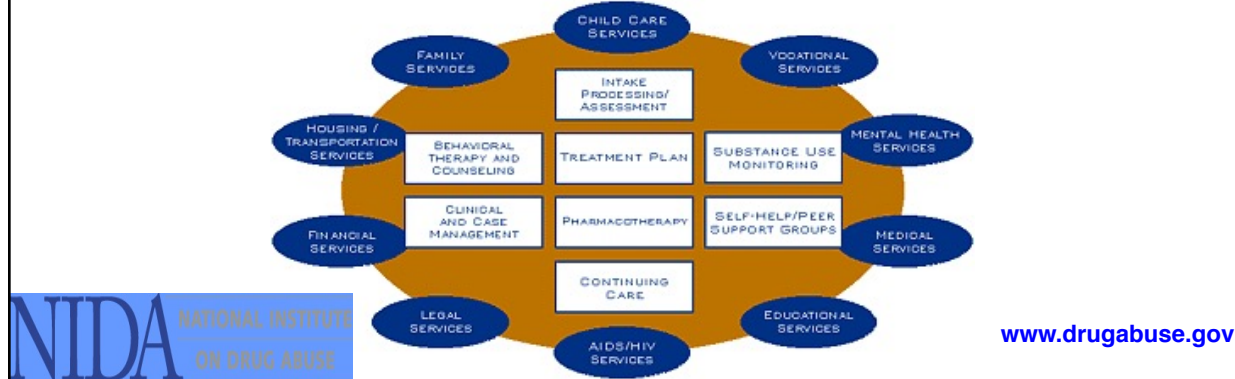 CHILD CARE
SERVICES
FAMILY
SERVICES
VOCATIONAL
SERVICES
INTAKE
PROCESSING/
ASSESSMENT
HOUSING /
TRANSPORTATION
SERVICES
BEHAVIORAL
THERAPY AND
COUNSELING
TREATMENT PLAN
SUBSTANCE USE
MONITORING
MENTAL HEALTH
SERVICES
FINANCIAL
SERVICES
CLINICAL
AND CASE
MANAGEMENT
PHARMACOTHERAPY
SELF-HELP/PEER
SUPPORT GROUPS
MEDICAL
SERVICES
CONTINUING
CARE
LEGAL
SERVICES
AIDS/HIV
SERVICES
EDUCATIONAL
SERVICES
NIDA
NATIONAL INSTITUTE
ON DRUG ABUSE
www.drugabuse.gov